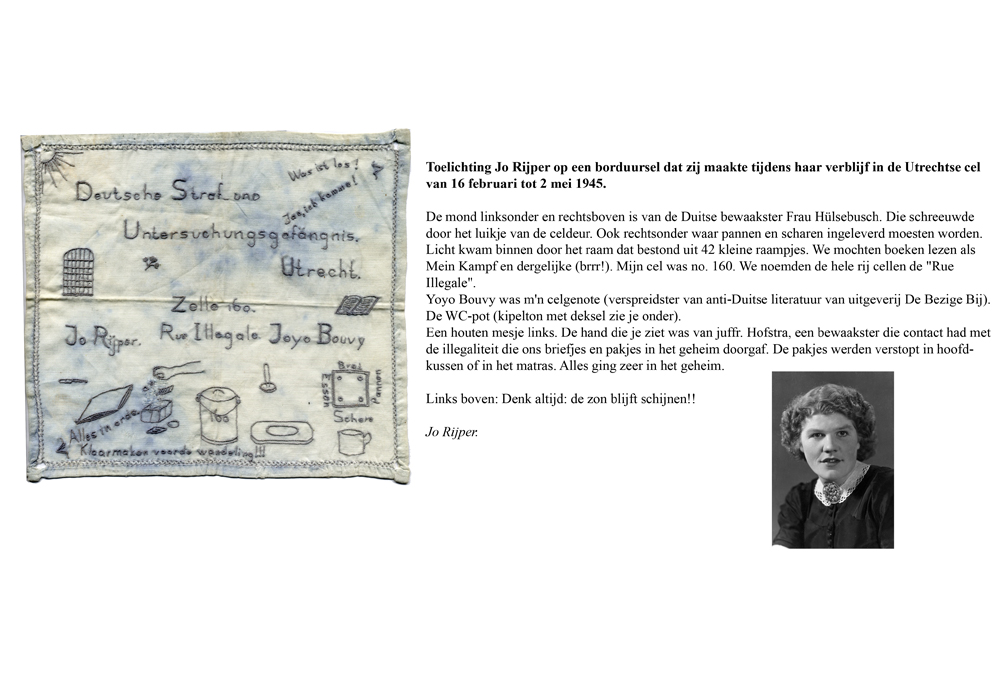 Was ist los!
Jas, ich komme!
Deutsche Straf und
Untersuchungsgefängnis.
Utrecht.
Zelle 160.
Jo Rijper. Rue Illegale Joyo Bouvy
Brod
Essen
Pannen
Schere
160
Alles in orde.
Klaarmaken voor de wandeling!!!
Toelichting Jo Rijper op een borduursel dat zij maakte tijdens haar verblijf in de Utrechtse cel
van 16 februari tot 2 mei 1945.
De mond linksonder en rechtsboven is van de Duitse bewaakster Frau Hülsebusch. Die schreeuwde
door het luikje van de celdeur. Ook rechtsonder waar pannen en scharen ingeleverd moesten worden.
Licht kwam binnen door het raam dat bestond uit 42 kleine raampjes. We mochten boeken lezen als
Mein Kampf en dergelijke (brrr!). Mijn cel was no. 160. We noemden de hele rij cellen de "Rue
Illegale".
Yoyo Bouvy was m'n celgenote (verspreidster van anti-Duitse literatuur van uitgeverij De Bezige Bij).
De WC-pot (kipelton met deksel zie je onder).
Een houten mesje links. De hand die je ziet was van juffr. Hofstra, een bewaakster die contact had met
de illegaliteit die ons briefjes en pakjes in het geheim doorgaf. De pakjes werden verstopt in hoofd-
kussen of in het matras. Alles ging zeer in het geheim.
Links boven: Denk altijd: de zon blijft schijnen!!
Jo Rijper.